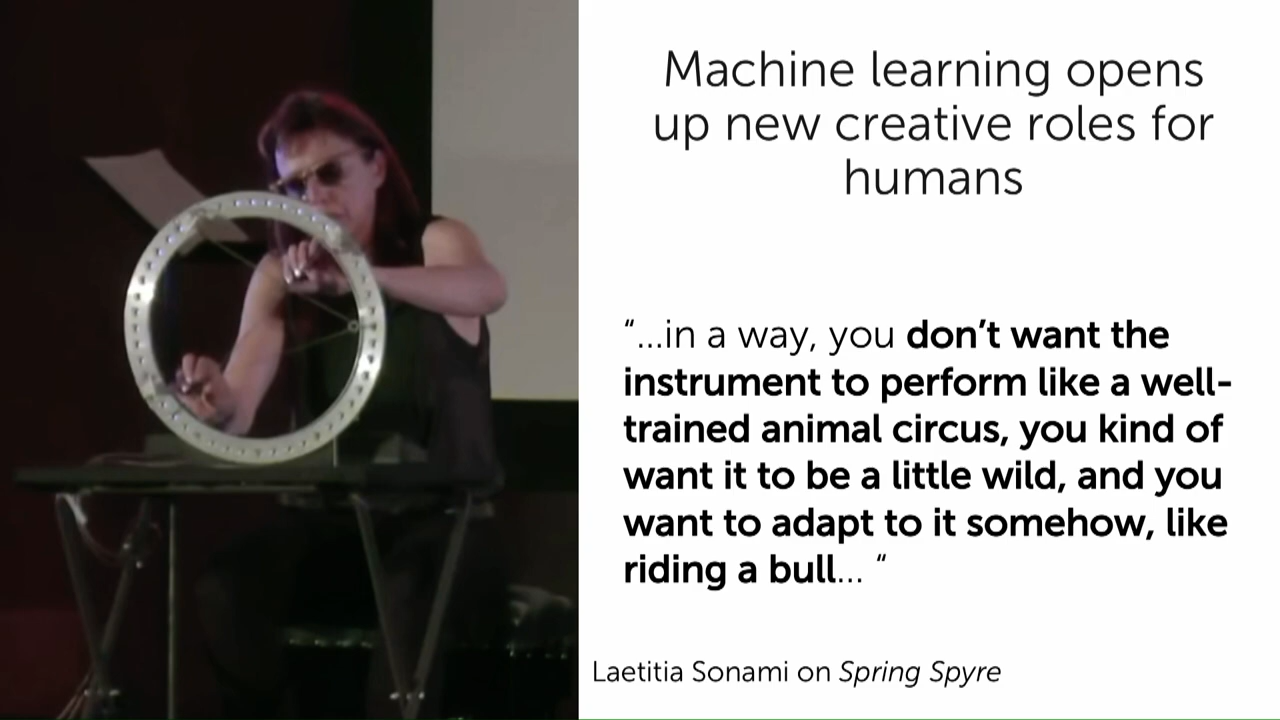 Machine learning opens
up new creative roles for
humans
“...in a way, you don’t want the
instrument to perform like a well-
trained animal circus, you kind of
want it to be a little wild, and you
want to adapt to it somehow, like
riding a bull... “
Laetitia Sonami on Spring Spyre